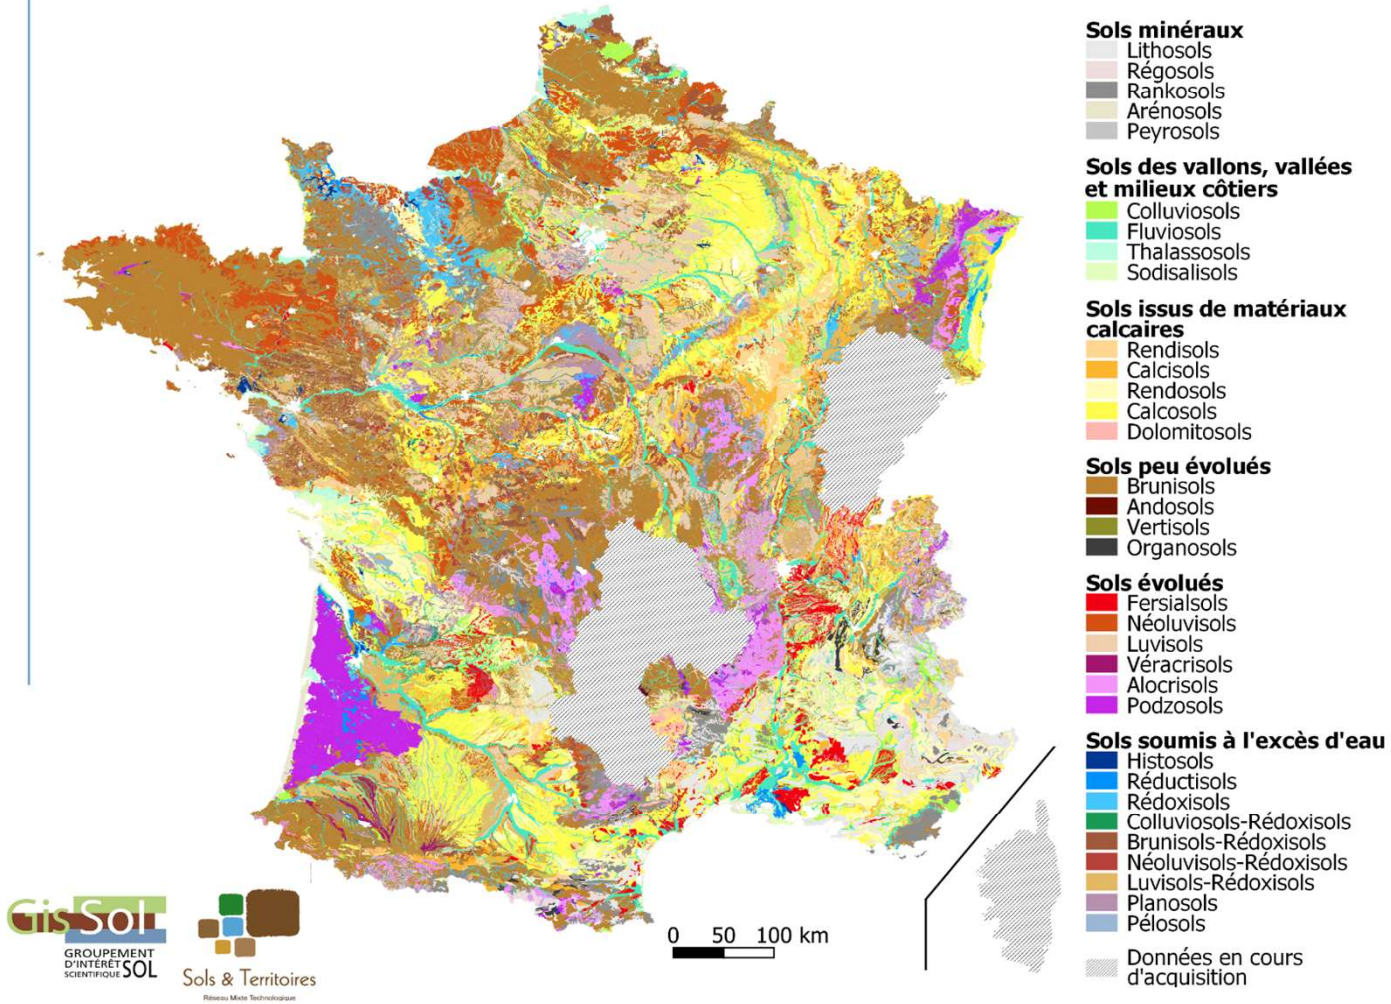 Sols minéraux
Lithosols
Régosols
Rankosols
Arénosols
Peyrosols
Sols des vallons, vallées
et milieux côtiers
Colluviosols
Fluviosols
Thalassosols
Sodisalisols
Sols issus de matériaux
calcaires
Rendisols
Calcisols
Rendosols
Calcosols
Dolomitosols
Sols peu évolués
Brunisols
Andosols
Vertisols
Organosols
Sols évolués
Fersialsols
Néoluvisols
Luvisols
Véracrisols
Alocrisols
Podzosols
Sols soumis à l'excès d'eau
Histosols
Réductisols
Rédoxisols
Colluviosols-Rédoxisols
Brunisols-Rédoxisols
Néoluvisols-Rédoxisols
Luvisols-Rédoxisols
Planosols
Pélosols
Données en cours
d'acquisition
0 50 100 km
Gis Sol
GROUPEMENT
D'INTÉRÊT
SCIENTIFIQUE SOL
Sols & Territoires
Réseau Mixte Technologique